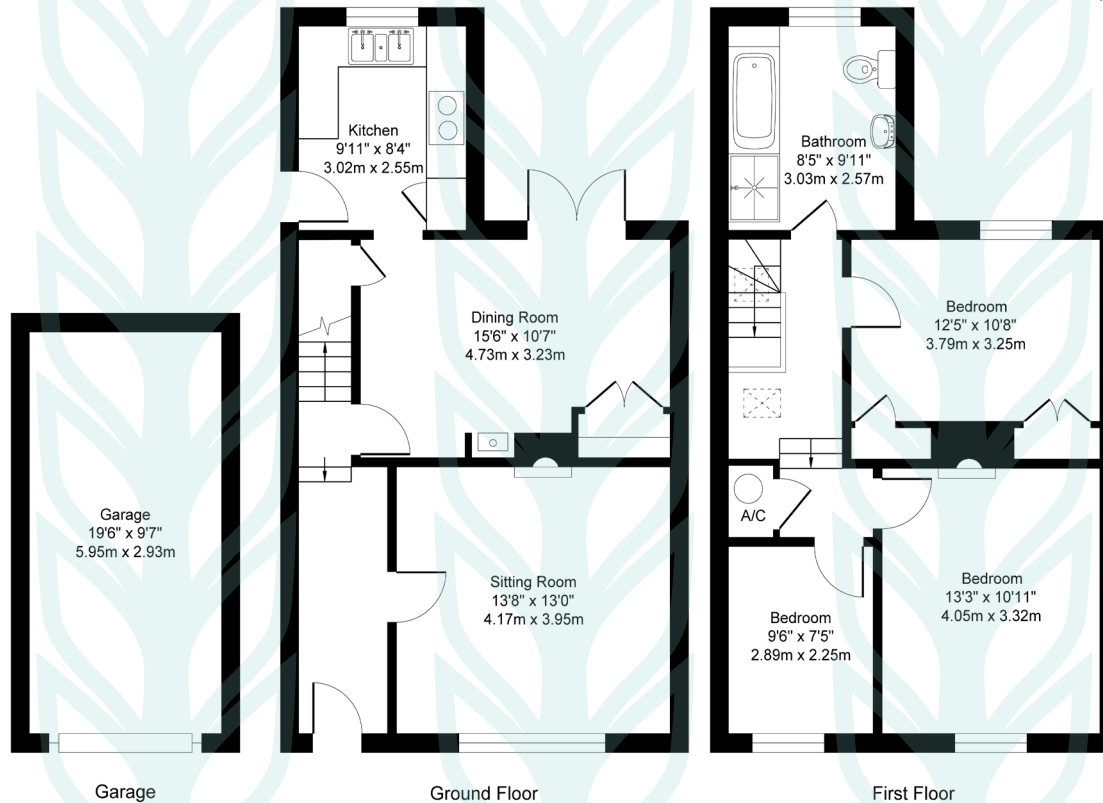 Kitchen
9'11" x 8'4"
3.02m x 2.55m
Dining Room
15'6" x 10'7"
4.73m x 3.23m
Sitting Room
13'8" x 13'0"
4.17m x 3.95m
Garage
19'6" x 9'7"
5.95m x 2.93m
Bathroom
8'5" x 9'11"
3.03m x 2.57m
Bedroom
12'5" x 10'8"
3.79m x 3.25m
A/C
Bedroom
13'3" x 10'11"
4.05m x 3.32m
Bedroom
9'6" x 7'5"
2.89m x 2.25m
Garage
Ground Floor
First Floor